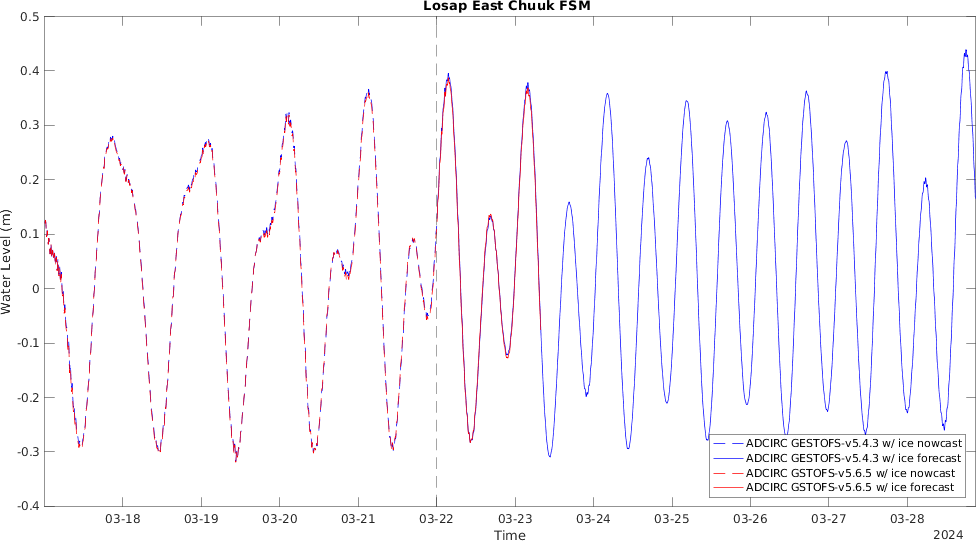 Losap East Chuuk FSM
0.5
0.4
0.3
0.2
0.1
0
-0.1
-0.2
-0.3
-0.4
Water Level (m)
ADCIRC GESTOFS-v5.4.3 w/ ice nowcast
ADCIRC GESTOFS-v5.4.3 w/ ice forecast
ADCIRC GSTOFS-v5.6.5 w/ ice nowcast
ADCIRC GSTOFS-v5.6.5 w/ ice forecast
03-18 03-19 03-20 03-21 03-22 03-23 03-24 03-25 03-26 03-27 03-28
Time
2024